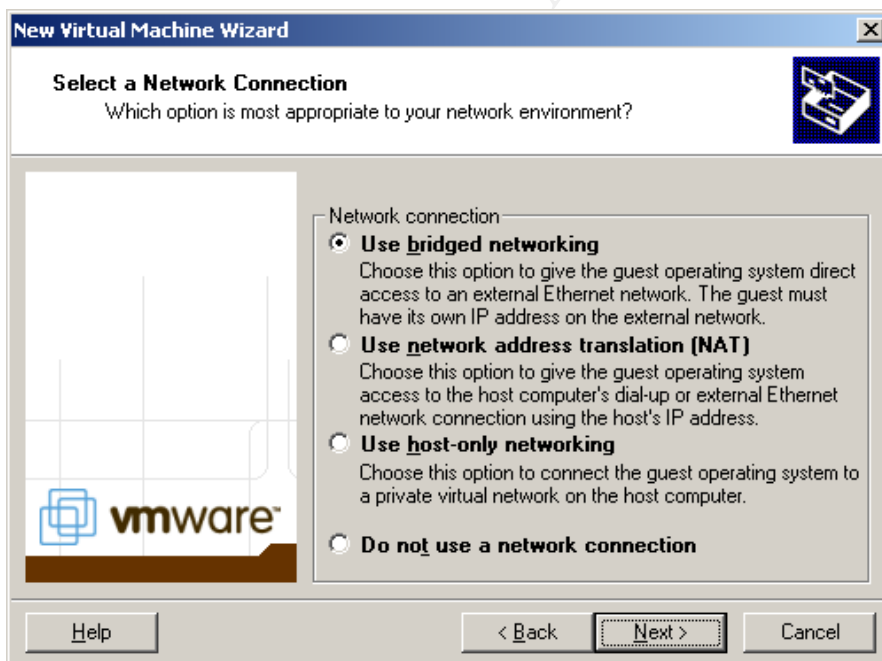 New Virtual Machine Wizard
Select a Network Connection
Which option is most appropriate to your network environment?
Network connection
Use bridged networking
Choose this option to give the guest operating system direct
access to an external Ethernet network. The guest must
have its own IP address on the external network.
Use network address translation (NAT)
Choose this option to give the guest operating system
access to the host computer's dial-up or external Ethernet
network connection using the host's IP address.
Use host-only networking
Choose this option to connect the guest operating system to
a private virtual network on the host computer.
Do not use a network connection
vmware™
Help
< Back
Next >
Cancel